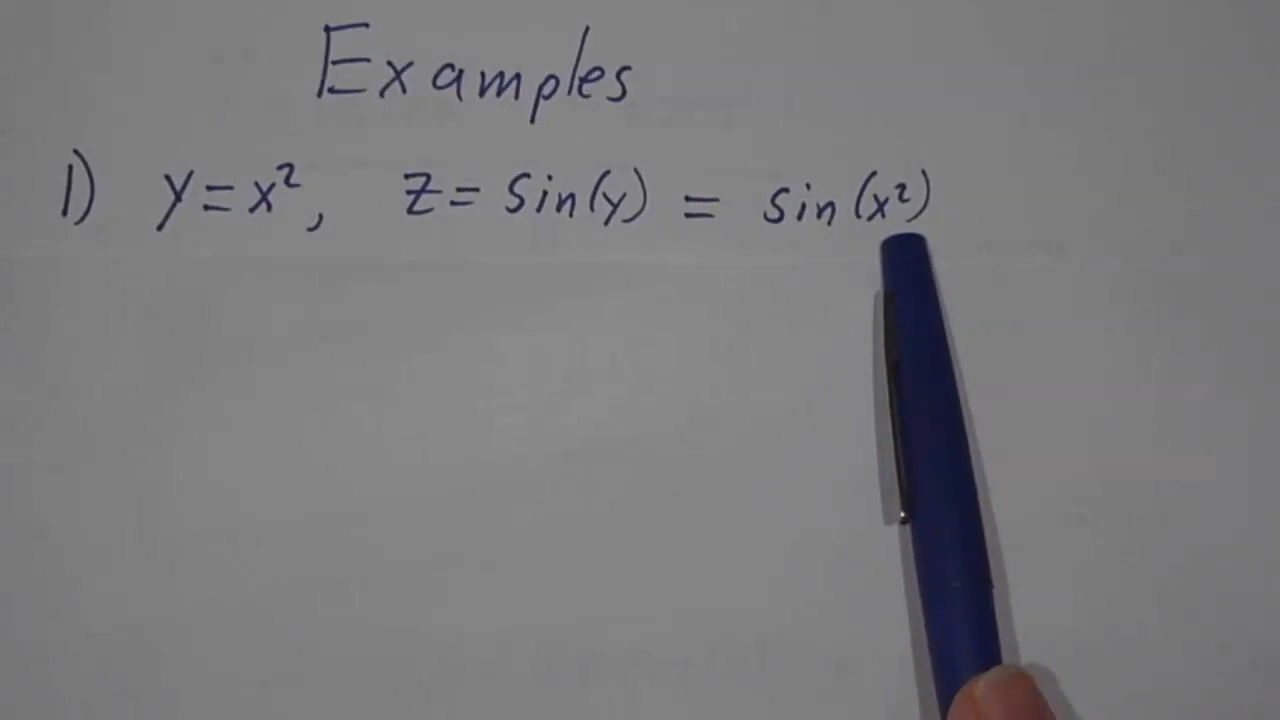 Examples
1) y=x², z= sin(y) = sin(x²)